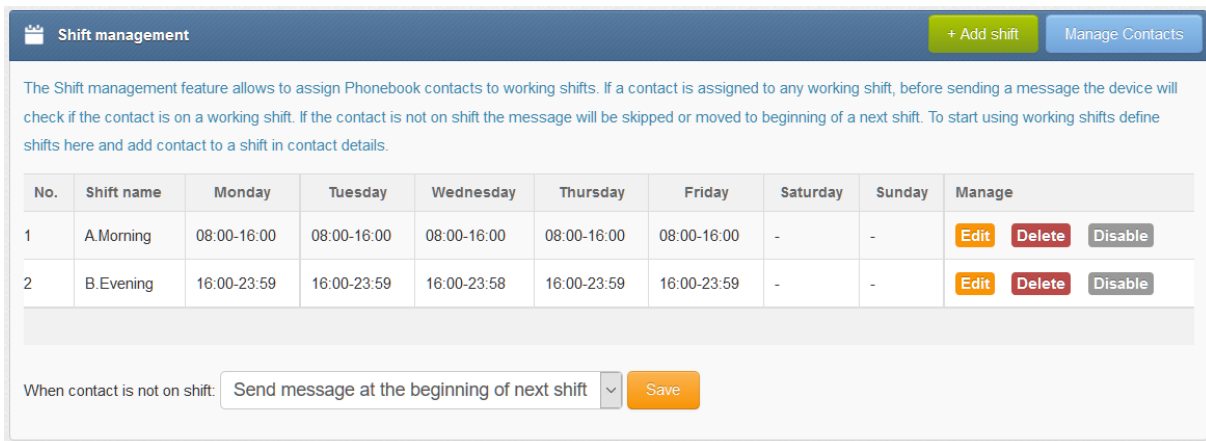 Shift management
+ Add shift
Manage Contacts
The Shift management feature allows to assign Phonebook contacts to working shifts. If a contact is assigned to any working shift, before sending a message the device will
check if the contact is on a working shift. If the contact is not on shift the message will be skipped or moved to beginning of a next shift. To start using working shifts define
shifts here and add contact to a shift in contact details.
No. Shift name Monday Tuesday Wednesday Thursday Friday Saturday Sunday Manage
1 A.Morning 08:00-16:00 08:00-16:00 08:00-16:00 08:00-16:00 08:00-16:00 - - Edit Delete Disable
2 B.Evening 16:00-23:59 16:00-23:59 16:00-23:58 16:00-23:59 16:00-23:59 - - Edit Delete Disable
When contact is not on shift: Send message at the beginning of next shift Save